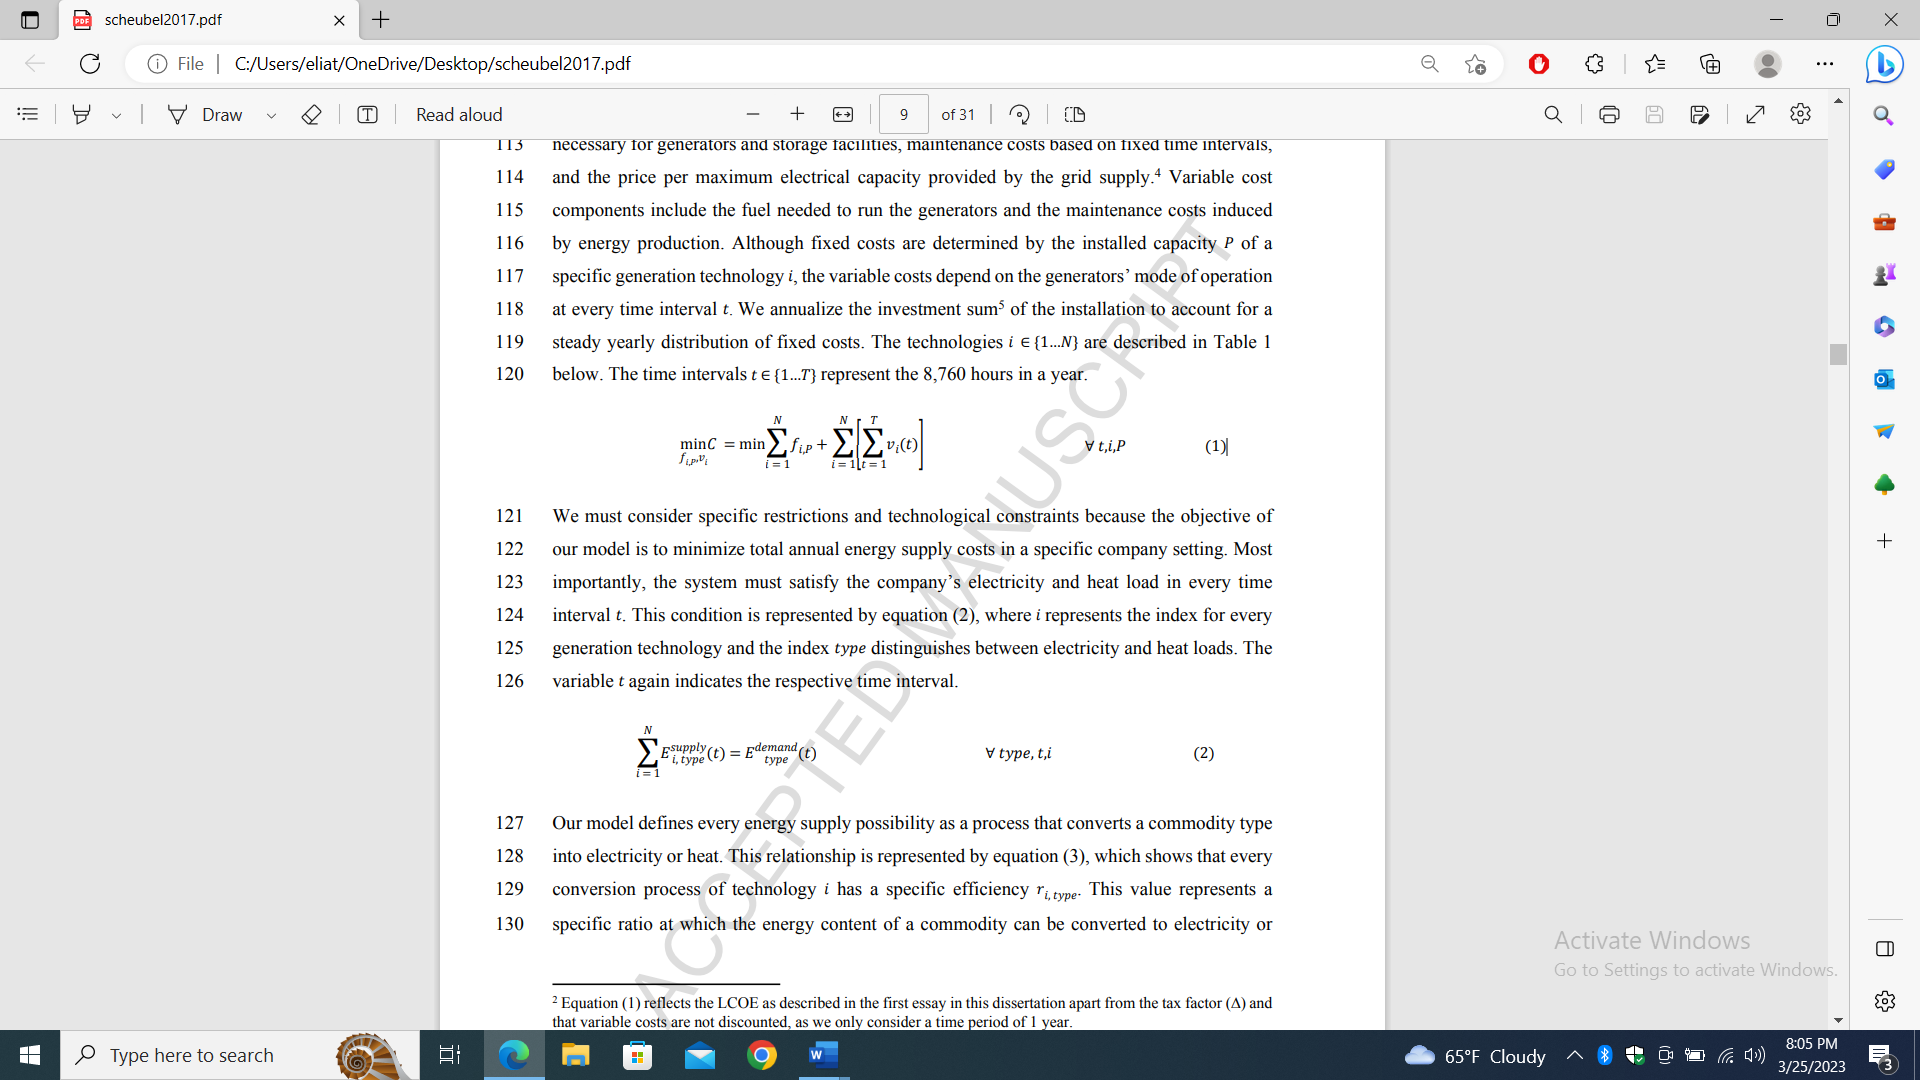 scheubel2017.pdf
File C:/Users/eliat/OneDrive/Desktop/scheubel2017.pdf
Draw Read aloud 9 of 31
113 necessary for generators and storage facilities, maintenance costs based on fixed time intervals,
114 and the price per maximum electrical capacity provided by the grid supply.⁴ Variable cost
115 components include the fuel needed to run the generators and the maintenance costs induced
116 by energy production. Although fixed costs are determined by the installed capacity P of a
117 specific generation technology i, the variable costs depend on the generators' mode of operation
118 at every time interval t. We annualize the investment sum⁵ of the installation to account for a
119 steady yearly distribution of fixed costs. The technologies i ∈ {1...N} are described in Table 1
120 below. The time intervals t ∈ {1...T} represent the 8,760 hours in a year.
min_{f_{i,P},v_i} C = min ∑_{i=1}^{N} f_{i,P} + ∑_{i=1}^{N} [∑_{t=1}^{T} v_i(t)] ∀ t,i,P (1)
121 We must consider specific restrictions and technological constraints because the objective of
122 our model is to minimize total annual energy supply costs in a specific company setting. Most
123 importantly, the system must satisfy the company's electricity and heat load in every time
124 interval t. This condition is represented by equation (2), where i represents the index for every
125 generation technology and the index type distinguishes between electricity and heat loads. The
126 variable t again indicates the respective time interval.
∑_{i=1}^{N} E_{i,type}^{supply}(t) = E_{type}^{demand}(t) ∀ type, t,i (2)
127 Our model defines every energy supply possibility as a process that converts a commodity type
128 into electricity or heat. This relationship is represented by equation (3), which shows that every
129 conversion process of technology i has a specific efficiency r_{i,type}. This value represents a
130 specific ratio at which the energy content of a commodity can be converted to electricity or
² Equation (1) reflects the LCOE as described in the first essay in this dissertation apart from the tax factor (Δ) and
that variable costs are not discounted, as we only consider a time period of 1 year.
ACCEPTED MANUSCRIPT
Activate Windows
Go to Settings to activate Windows.
Type here to search
65°F Cloudy
8:05 PM
3/25/2023
3